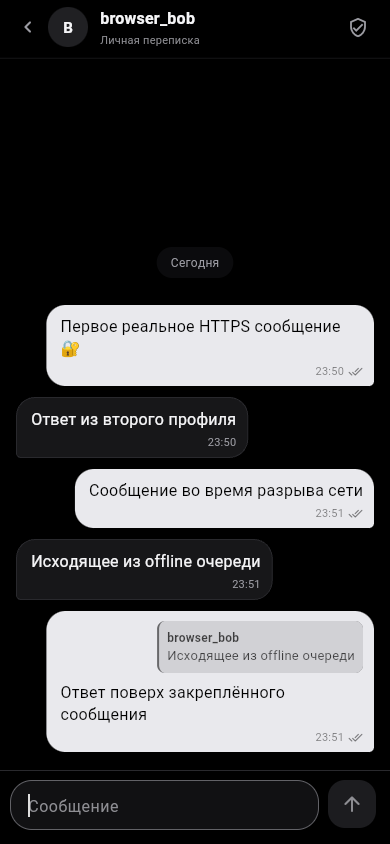 B
browser_bob
Личная переписка
Сегодня
Первое реальное HTTPS сообщение
🔐
23:50
Ответ из второго профиля
23:50
Сообщение во время разрыва сети
23:51
Исходящее из offline очереди
23:51
browser_bob
Исходящее из offline очереди
Ответ поверх закреплённого
сообщения
23:51
Сообщение